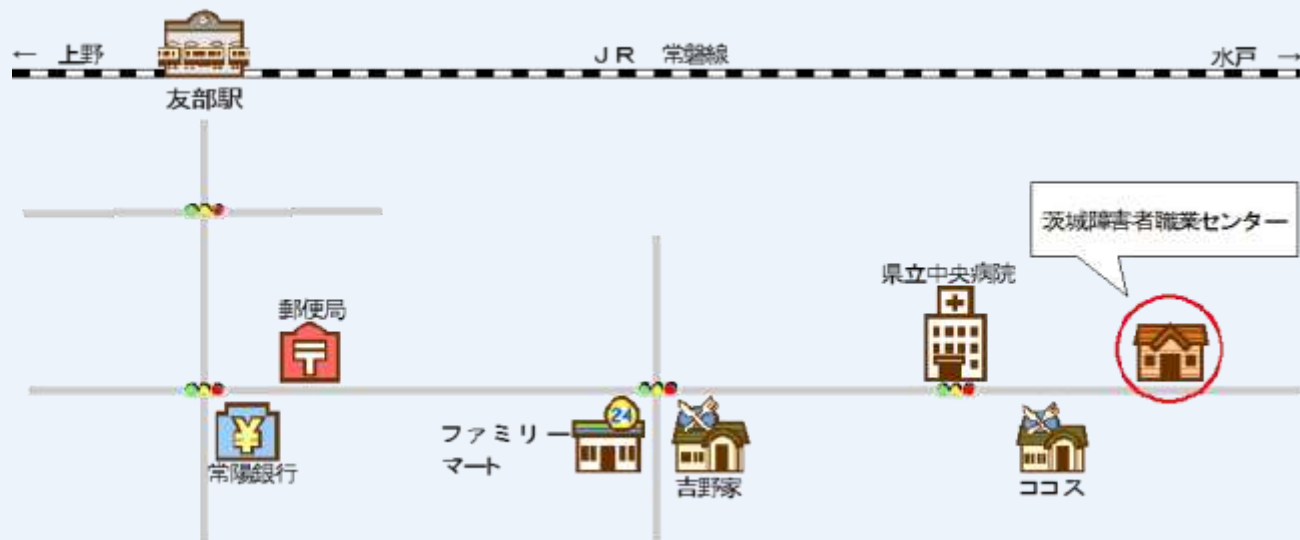 ← 上野
JR 常磐線
水戸 →
友部駅
茨城障害者職業センター
県立中央病院
郵便局
〒
¥
常陽銀行
24
ファミリー
マート
吉野家
ココス